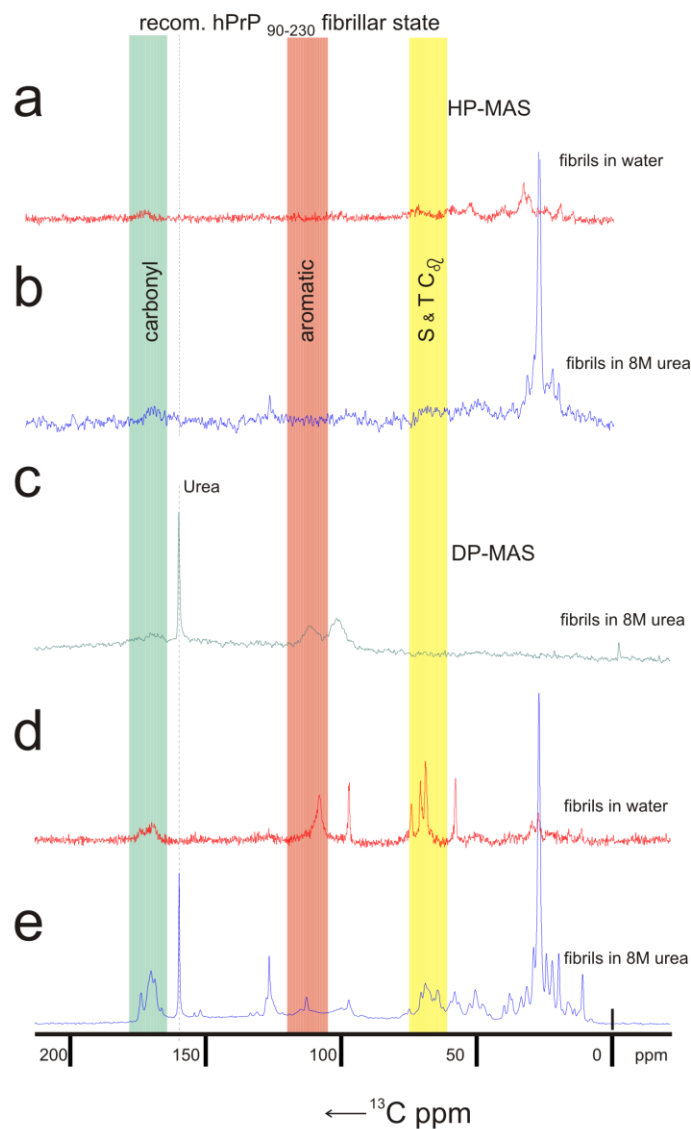 recom. hPrP 90-230 fibrillar state
a
HP-MAS
fibrils in water
b
carbonyl
aromatic
S & T C♌
fibrils in 8M urea
c
Urea
DP-MAS
fibrils in 8M urea
d
fibrils in water
e
fibrils in 8M urea
200 150 100 50 0 ppm
← 13C ppm